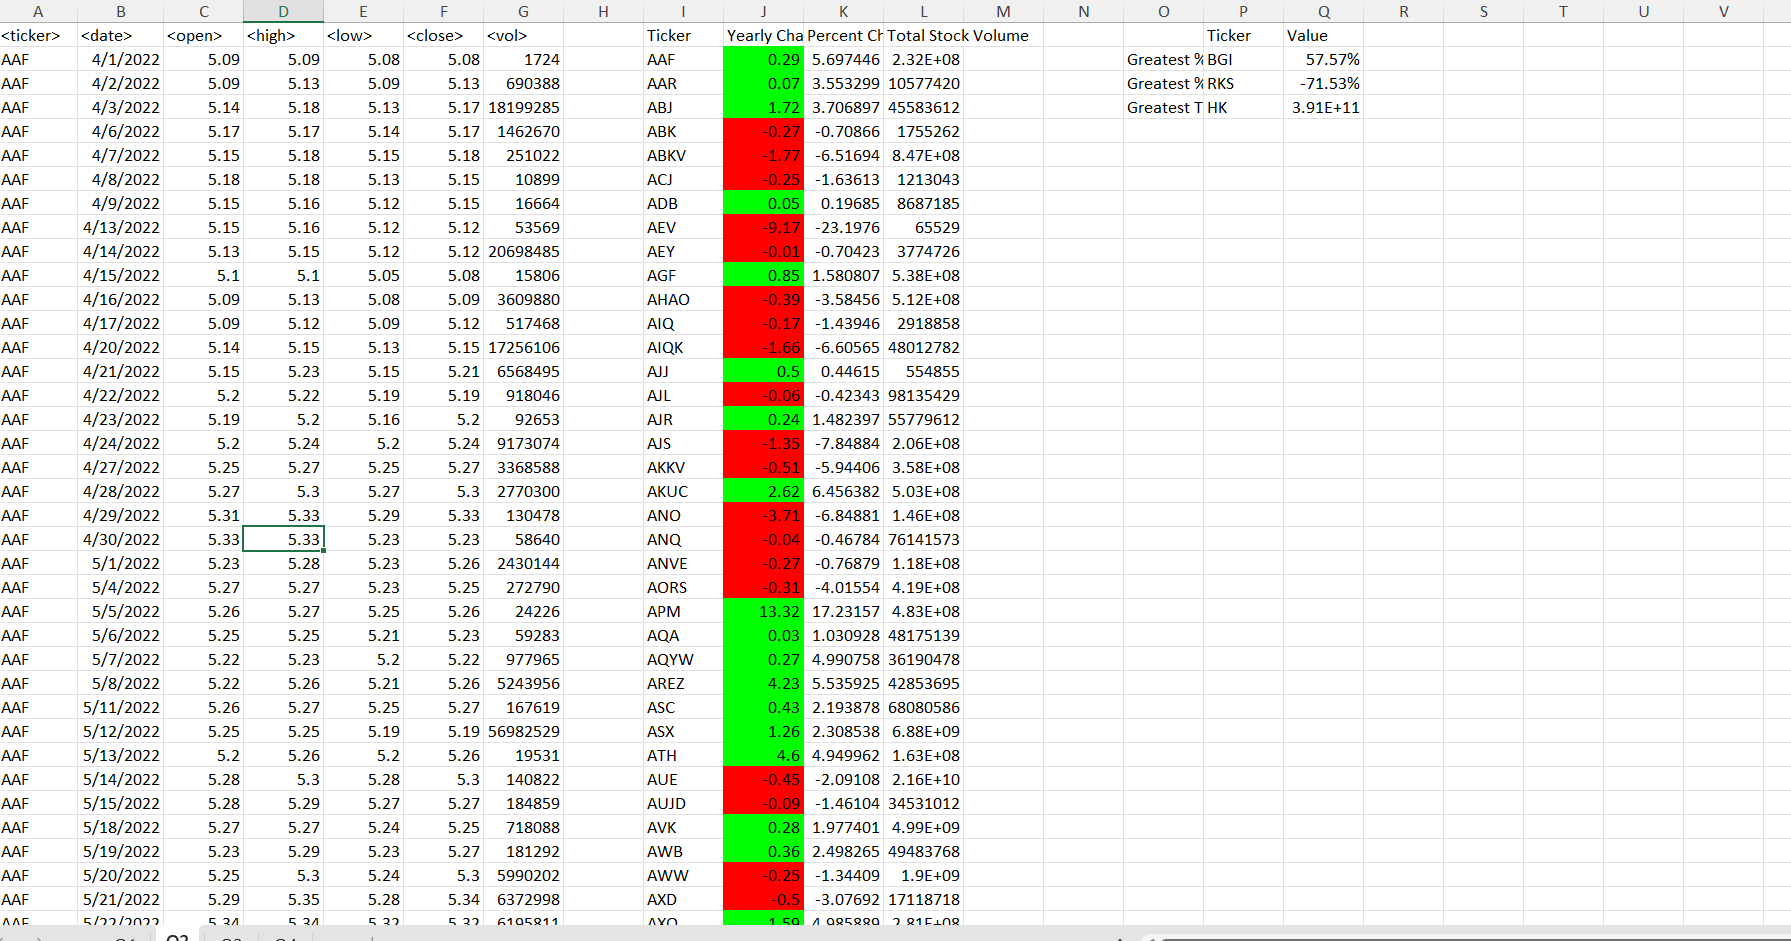 A B C D E F G H I J K L M N O P Q R S T U V
<ticker> <date> <open> <high> <low> <close> <vol> Ticker Yearly Cha Percent Ch Total Stock Volume Ticker Value
AAF 4/1/2022 5.09 5.09 5.08 5.08 1724 AAF 0.29 5.697446 2.32E+08 Greatest % BGI 57.57%
AAF 4/2/2022 5.09 5.13 5.09 5.13 690388 AAR 0.07 3.553299 10577420 Greatest % RKS -71.53%
AAF 4/3/2022 5.14 5.18 5.13 5.17 18199285 ABJ 1.72 3.706897 45583612 Greatest T HK 3.91E+11
AAF 4/6/2022 5.17 5.17 5.14 5.17 1462670 ABK -0.27 -0.70866 1755262
AAF 4/7/2022 5.15 5.18 5.15 5.18 251022 ABKV -1.77 -6.51694 8.47E+08
AAF 4/8/2022 5.18 5.18 5.13 5.15 10899 ACJ -0.25 -1.63613 1213043
AAF 4/9/2022 5.15 5.16 5.12 5.15 16664 ADB 0.05 0.19685 8687185
AAF 4/13/2022 5.15 5.16 5.12 5.12 53569 AEV -9.17 -23.1976 65529
AAF 4/14/2022 5.13 5.15 5.12 5.12 20698485 AEY -0.01 -0.70423 3774726
AAF 4/15/2022 5.1 5.1 5.05 5.08 15806 AGF 0.85 1.580807 5.38E+08
AAF 4/16/2022 5.09 5.13 5.08 5.09 3609880 AHAO -0.39 -3.58456 5.12E+08
AAF 4/17/2022 5.09 5.12 5.09 5.12 517468 AIQ -0.17 -1.43946 2918858
AAF 4/20/2022 5.14 5.15 5.13 5.15 17256106 AIQK -1.66 -6.60565 48012782
AAF 4/21/2022 5.15 5.23 5.15 5.21 6568495 AJJ 0.5 0.44615 554855
AAF 4/22/2022 5.2 5.22 5.19 5.19 918046 AJL -0.06 -0.42343 98135429
AAF 4/23/2022 5.19 5.2 5.16 5.2 92653 AJR 0.24 1.482397 55779612
AAF 4/24/2022 5.2 5.24 5.2 5.24 9173074 AJS -1.35 -7.84884 2.06E+08
AAF 4/27/2022 5.25 5.27 5.25 5.27 3368588 AKKV -0.51 -5.94406 3.58E+08
AAF 4/28/2022 5.27 5.3 5.27 5.3 2770300 AKUC 2.62 6.456382 5.03E+08
AAF 4/29/2022 5.31 5.33 5.29 5.33 130478 ANO -3.71 -6.84881 1.46E+08
AAF 4/30/2022 5.33 5.33 5.23 5.23 58640 ANQ -0.04 -0.46784 76141573
AAF 5/1/2022 5.23 5.28 5.23 5.26 2430144 ANVE -0.27 -0.76879 1.18E+08
AAF 5/4/2022 5.27 5.27 5.23 5.25 272790 AORS -0.31 -4.01554 4.19E+08
AAF 5/5/2022 5.26 5.27 5.25 5.26 24226 APM 13.32 17.23157 4.83E+08
AAF 5/6/2022 5.25 5.25 5.21 5.23 59283 AQA 0.03 1.030928 48175139
AAF 5/7/2022 5.22 5.23 5.2 5.22 977965 AQYW 0.27 4.990758 36190478
AAF 5/8/2022 5.22 5.26 5.21 5.26 5243956 AREZ 4.23 5.535925 42853695
AAF 5/11/2022 5.26 5.27 5.25 5.27 167619 ASC 0.43 2.193878 68080586
AAF 5/12/2022 5.25 5.25 5.19 5.19 56982529 ASX 1.26 2.308538 6.88E+09
AAF 5/13/2022 5.2 5.26 5.2 5.26 19531 ATH 4.6 4.949962 1.63E+08
AAF 5/14/2022 5.28 5.3 5.28 5.3 140822 AUE -0.45 -2.09108 2.16E+10
AAF 5/15/2022 5.28 5.29 5.27 5.27 184859 AUJD -0.09 -1.46104 34531012
AAF 5/18/2022 5.27 5.27 5.24 5.25 718088 AVK 0.28 1.977401 4.99E+09
AAF 5/19/2022 5.23 5.29 5.23 5.27 181292 AWB 0.36 2.498265 49483768
AAF 5/20/2022 5.25 5.3 5.24 5.3 5990202 AWW -0.25 -1.34409 1.9E+09
AAF 5/21/2022 5.29 5.35 5.28 5.34 6372998 AXD -0.5 -3.07692 17118718
AAF 5/22/2022 5.34 5.34 5.32 5.32 6195811 AXO 1.59 4.985889 2.81E+08